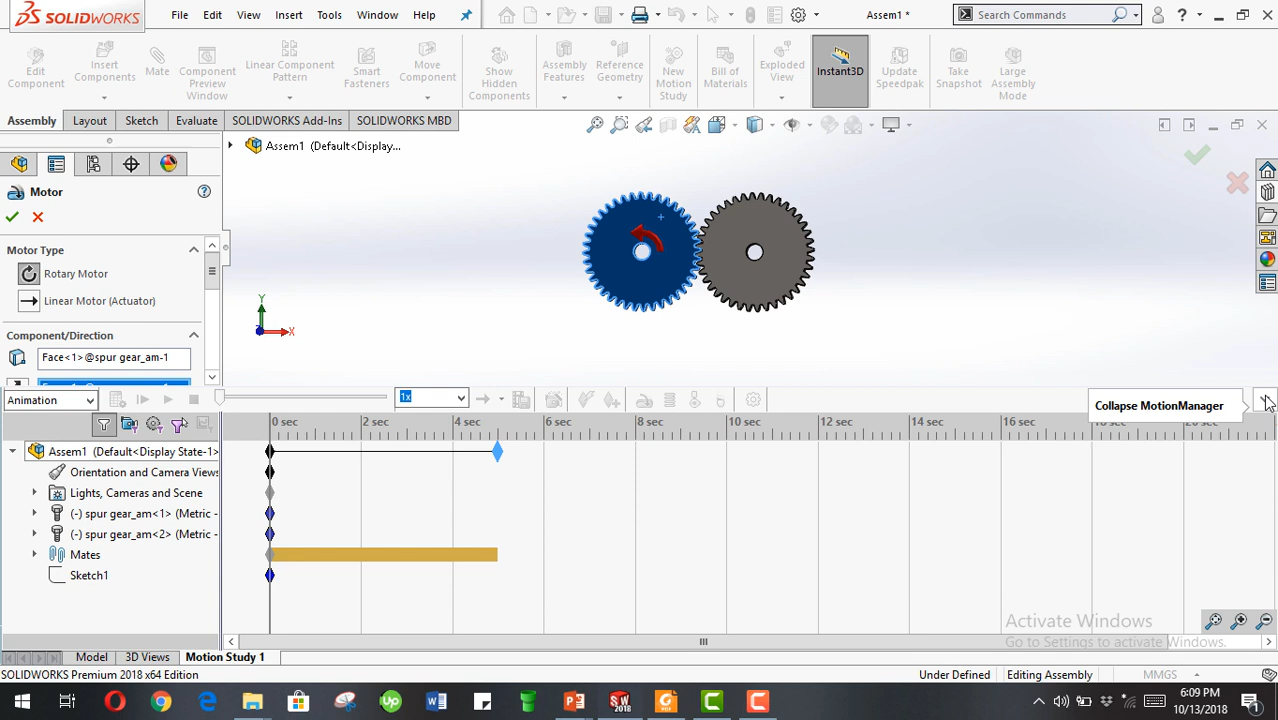 SOLIDWORKS
File Edit View Insert Tools Window Help
Assem1 *
Search Commands
Edit Component
Insert Components
Mate
Component Preview Window
Linear Component Pattern
Smart Fasteners
Move Component
Show Hidden Components
Assembly Features
Reference Geometry
New Motion Study
Bill of Materials
Exploded View
Instant3D
Update Speedpak
Take Snapshot
Large Assembly Mode
Assembly Layout Sketch Evaluate SOLIDWORKS Add-Ins SOLIDWORKS MBD
Assem1 (Default<Display...
Motor
Motor Type
Rotary Motor
Linear Motor (Actuator)
Component/Direction
Face<1>@spur gear_am-1
Y
X
Animation
1x
Collapse MotionManager
0 sec 2 sec 4 sec 6 sec 8 sec 10 sec 12 sec 14 sec 16 sec 18 sec 20 sec
Assem1 (Default<Display State-1>
Orientation and Camera Views
Lights, Cameras and Scene
(-) spur gear_am<1> (Metric -
(-) spur gear_am<2> (Metric -
Mates
Sketch1
Activate Windows
Go to Settings to activate Windows.
Model 3D Views Motion Study 1
SOLIDWORKS Premium 2018 x64 Edition
Under Defined
Editing Assembly
MMGS
6:09 PM
10/13/2018